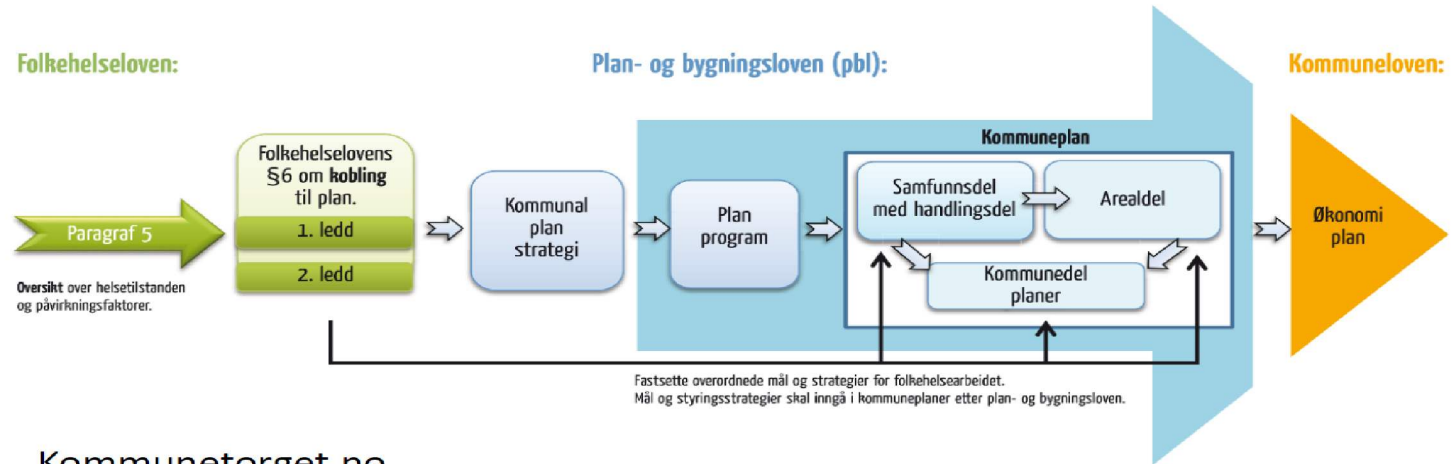 Folkehelseloven:
Plan- og bygningsloven (pbl):
Kommuneloven:
Paragraf 5
Oversikt over helsetilstanden
og påvirkningsfaktorer.
Folkehelselovens
§6 om kobling
til plan.
1. ledd
2. ledd
Kommunal
plan
strategi
Plan
program
Kommuneplan
Samfunnsdel
med handlingsdel
Arealdel
Kommunedel
planer
Økonomi
plan
Fastsette overordnede mål og strategier for folkehelsearbeidet.
Mål og styringsstrategier skal inngå i kommuneplaner etter plan- og bygningsloven.
Kommunetorget.no